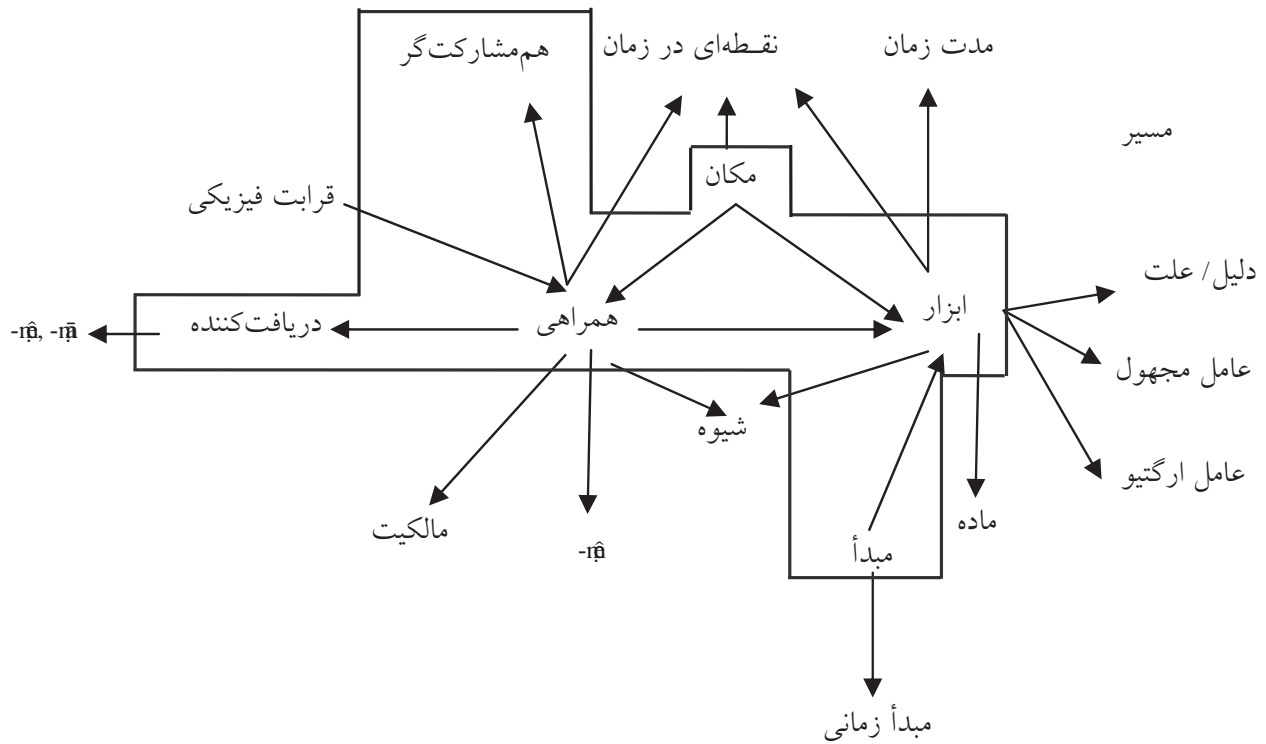 هم‌مشارکت‌گر
نقطه‌ای در زمان
مدت زمان
مسیر
مکان
قرابت فیزیکی
دلیل/ علت
ابزار
همراهی
دریافت‌کننده
عامل مجهول
شیوه
عامل ارگتیو
مالکیت
ماده
مبدأ
مبدأ زمانی